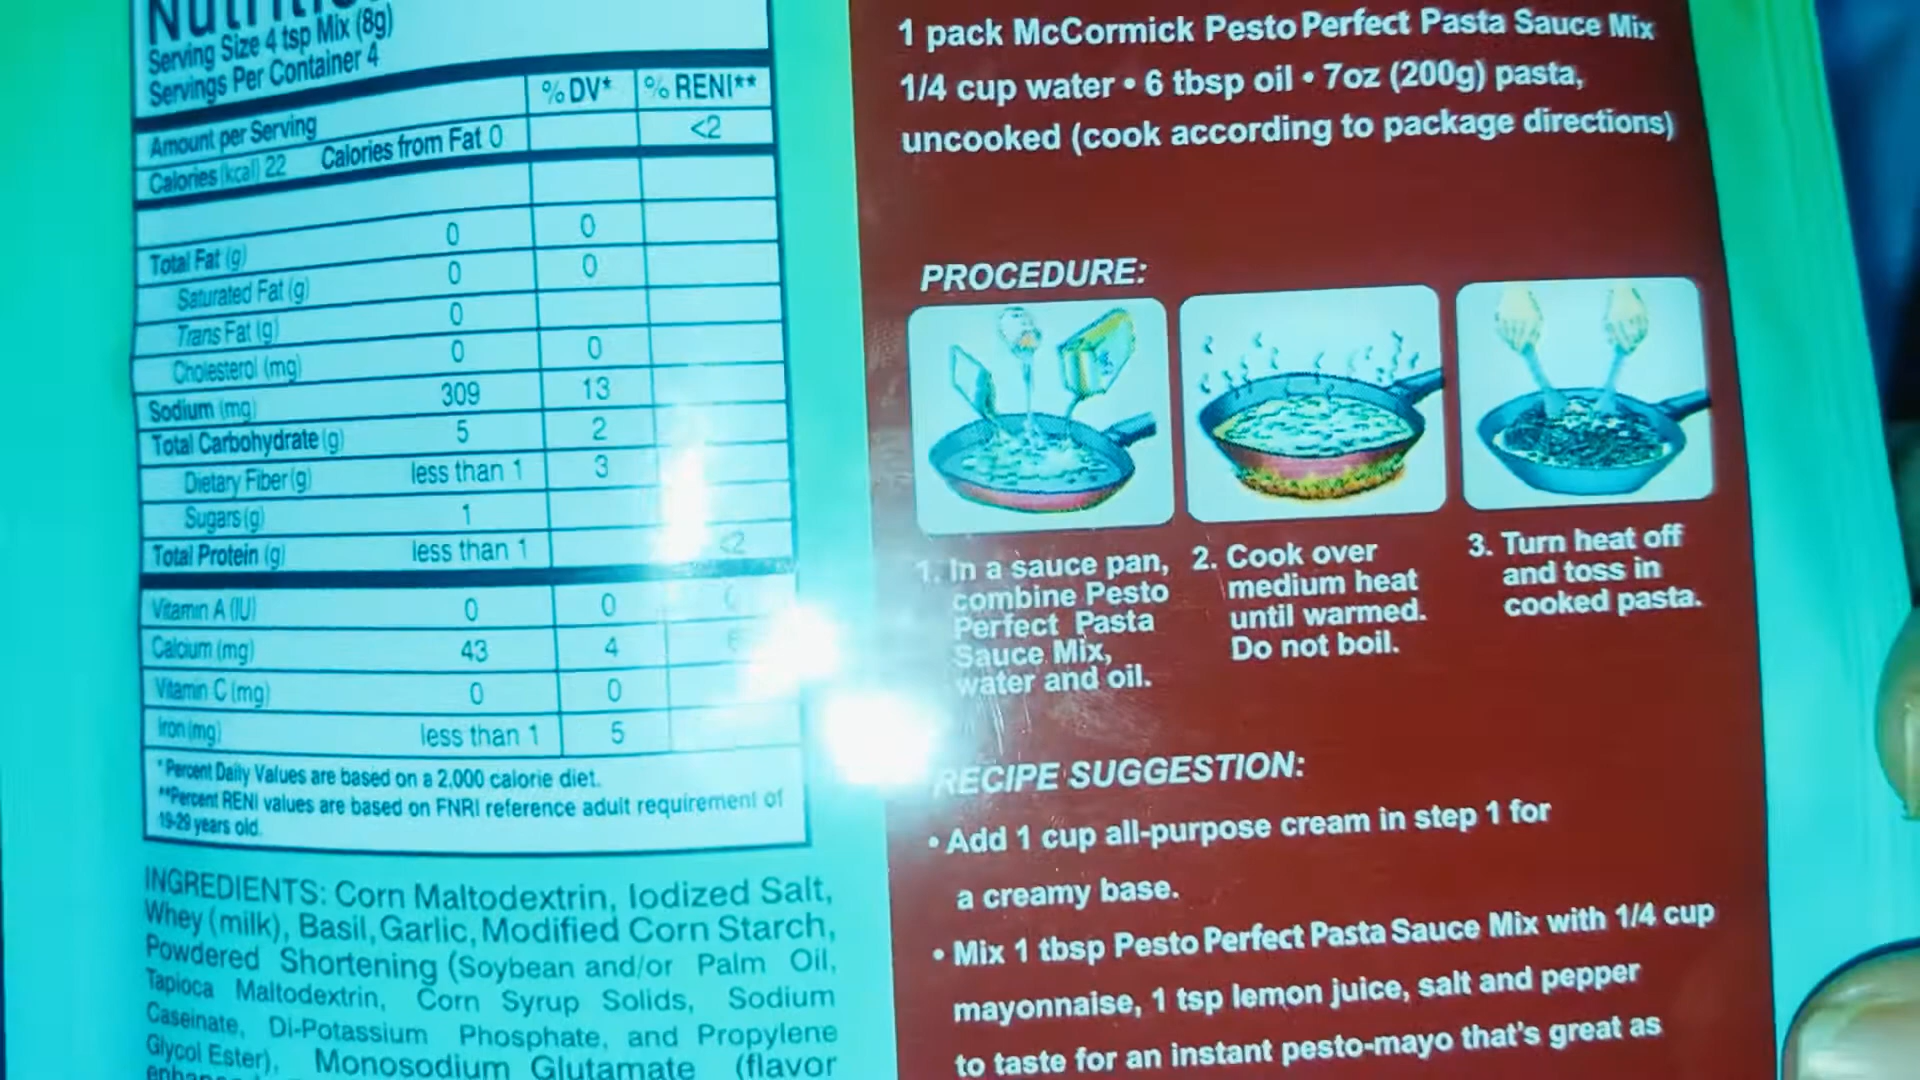 Serving Size 4 tsp Mix (8g)
Servings Per Container 4
% DV* % RENI**
Amount per Serving
Calories (kcal) 22 Calories from Fat 0 <2
Total Fat (g) 0 0
Saturated Fat (g) 0 0
Trans Fat (g) 0
Cholesterol (mg) 0 0
Sodium (mg) 309 13
Total Carbohydrate (g) 5 2
Dietary Fiber (g) less than 1 3
Sugars (g) 1
Total Protein (g) less than 1 <2
Vitamin A (IU) 0 0
Calcium (mg) 43 4
Vitamin C (mg) 0 0
Iron (mg) less than 1 5
*Percent Daily Values are based on a 2,000 calorie diet.
**Percent RENI values are based on FNRI reference adult requirement of
19-29 years old.
INGREDIENTS: Corn Maltodextrin, Iodized Salt,
Whey (milk), Basil, Garlic, Modified Corn Starch,
Powdered Shortening (Soybean and/or Palm Oil,
Tapioca Maltodextrin, Corn Syrup Solids, Sodium
Caseinate, Di-Potassium Phosphate, and Propylene
Glycol Ester), Monosodium Glutamate (flavor
1 pack McCormick Pesto Perfect Pasta Sauce Mix
1/4 cup water • 6 tbsp oil • 7oz (200g) pasta,
uncooked (cook according to package directions)
PROCEDURE:
1. In a sauce pan,
combine Pesto
Perfect Pasta
Sauce Mix,
water and oil.
2. Cook over
medium heat
until warmed.
Do not boil.
3. Turn heat off
and toss in
cooked pasta.
RECIPE SUGGESTION:
• Add 1 cup all-purpose cream in step 1 for
a creamy base.
• Mix 1 tbsp Pesto Perfect Pasta Sauce Mix with 1/4 cup
mayonnaise, 1 tsp lemon juice, salt and pepper
to taste for an instant pesto-mayo that's great as